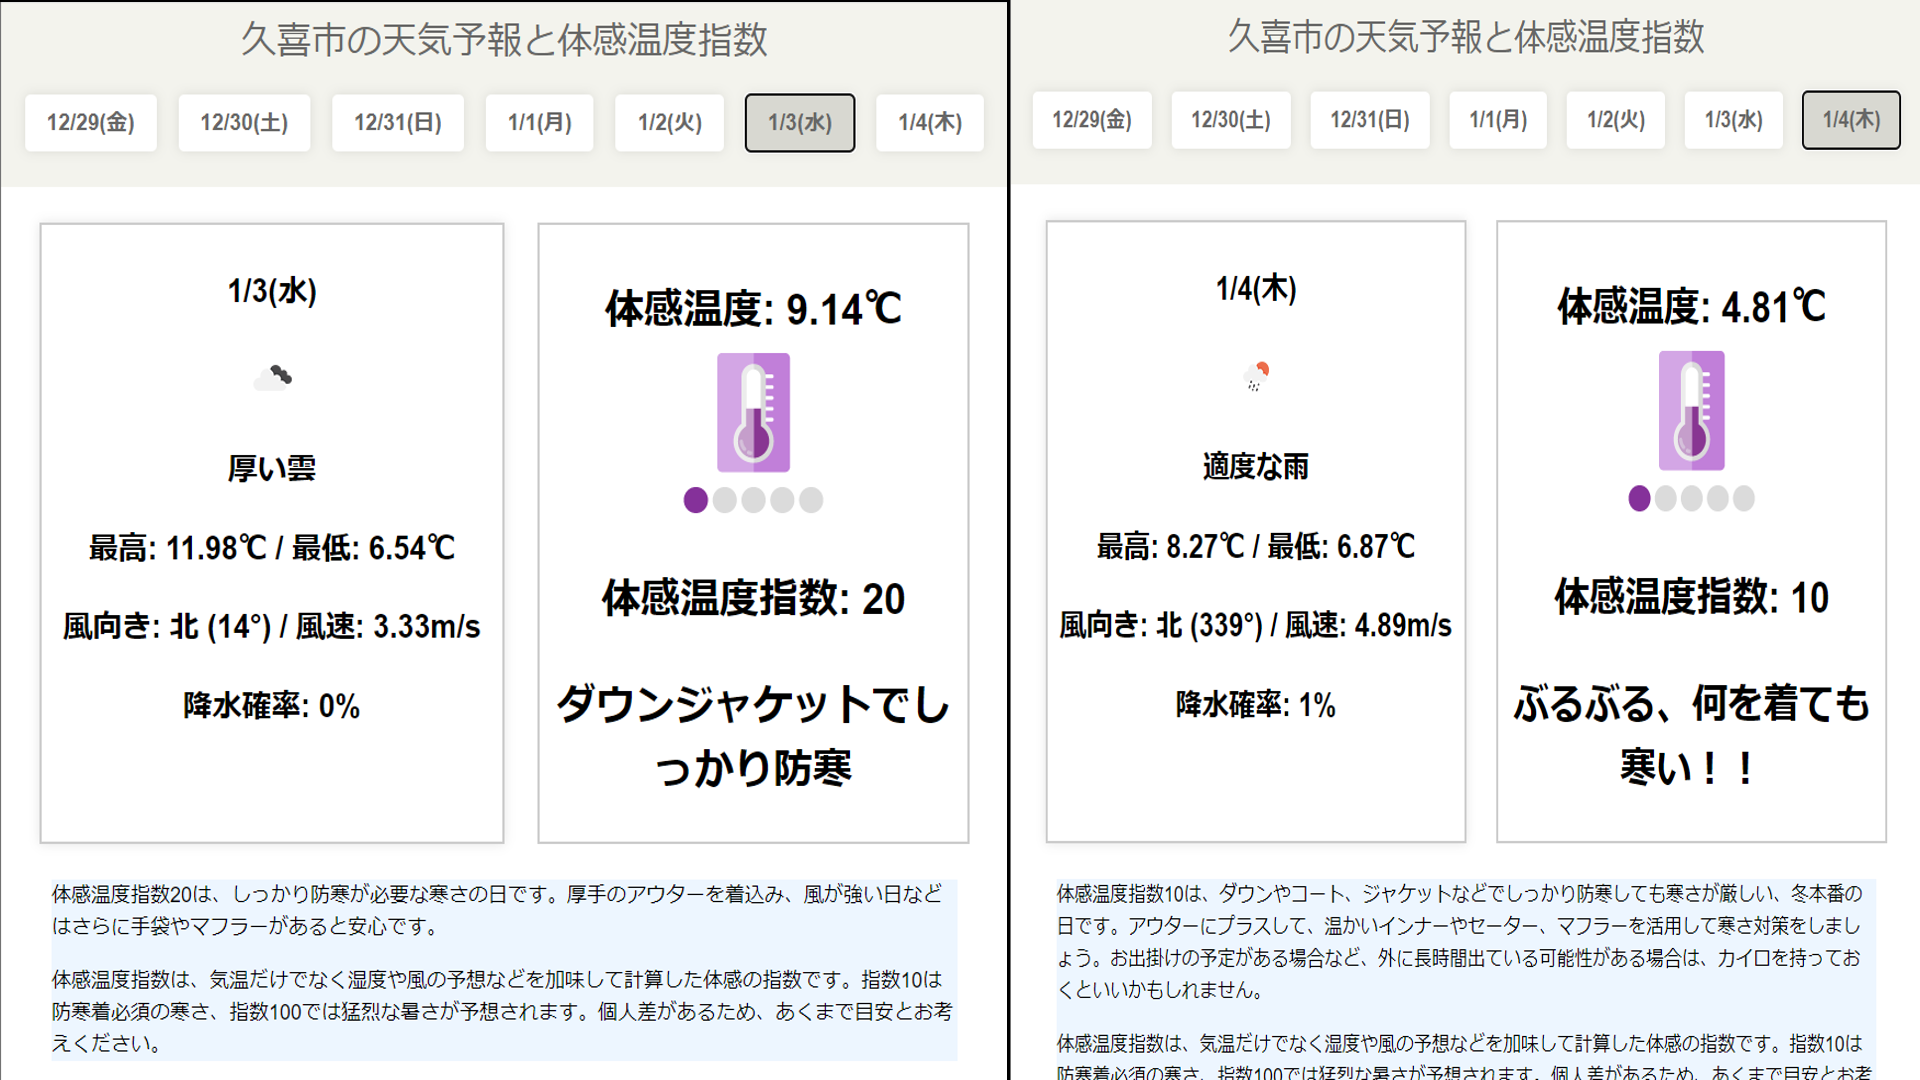 久喜市の天気予報と体感温度指数
12/29(金) 12/30(土) 12/31(日) 1/1(月) 1/2(火) 1/3(水) 1/4(木)
1/3(水)
厚い雲
最高: 11.98℃ / 最低: 6.54℃
風向き: 北 (14°) / 風速: 3.33m/s
降水確率: 0%
体感温度: 9.14℃
体感温度指数: 20
ダウンジャケットでし
っかり防寒
体感温度指数20は、しっかり防寒が必要な寒さの日です。厚手のアウターを着込み、風が強い日など
はさらに手袋やマフラーがあると安心です。
体感温度指数は、気温だけでなく湿度や風の予想などを加味して計算した体感の指数です。指数10は
防寒着必須の寒さ、指数100では猛烈な暑さが予想されます。個人差があるため、あくまで目安とお考
えください。
久喜市の天気予報と体感温度指数
12/29(金) 12/30(土) 12/31(日) 1/1(月) 1/2(火) 1/3(水) 1/4(木)
1/4(木)
適度な雨
最高: 8.27℃ / 最低: 6.87℃
風向き: 北 (339°) / 風速: 4.89m/s
降水確率: 1%
体感温度: 4.81℃
体感温度指数: 10
ぶるぶる、何を着ても
寒い！！
体感温度指数10は、ダウンやコート、ジャケットなどでしっかり防寒しても寒さが厳しい、冬本番の
日です。アウターにプラスして、温かいインナーやセーター、マフラーを活用して寒さ対策をしまし
ょう。お出掛けの予定がある場合など、外に長時間出ている可能性がある場合は、カイロを持ってお
くといいかもしれません。
体感温度指数は、気温だけでなく湿度や風の予想などを加味して計算した体感の指数です。指数10は
防寒着必須の寒さ、指数100では猛烈な暑さが予想されます。個人差があるため、あくまで目安とお考